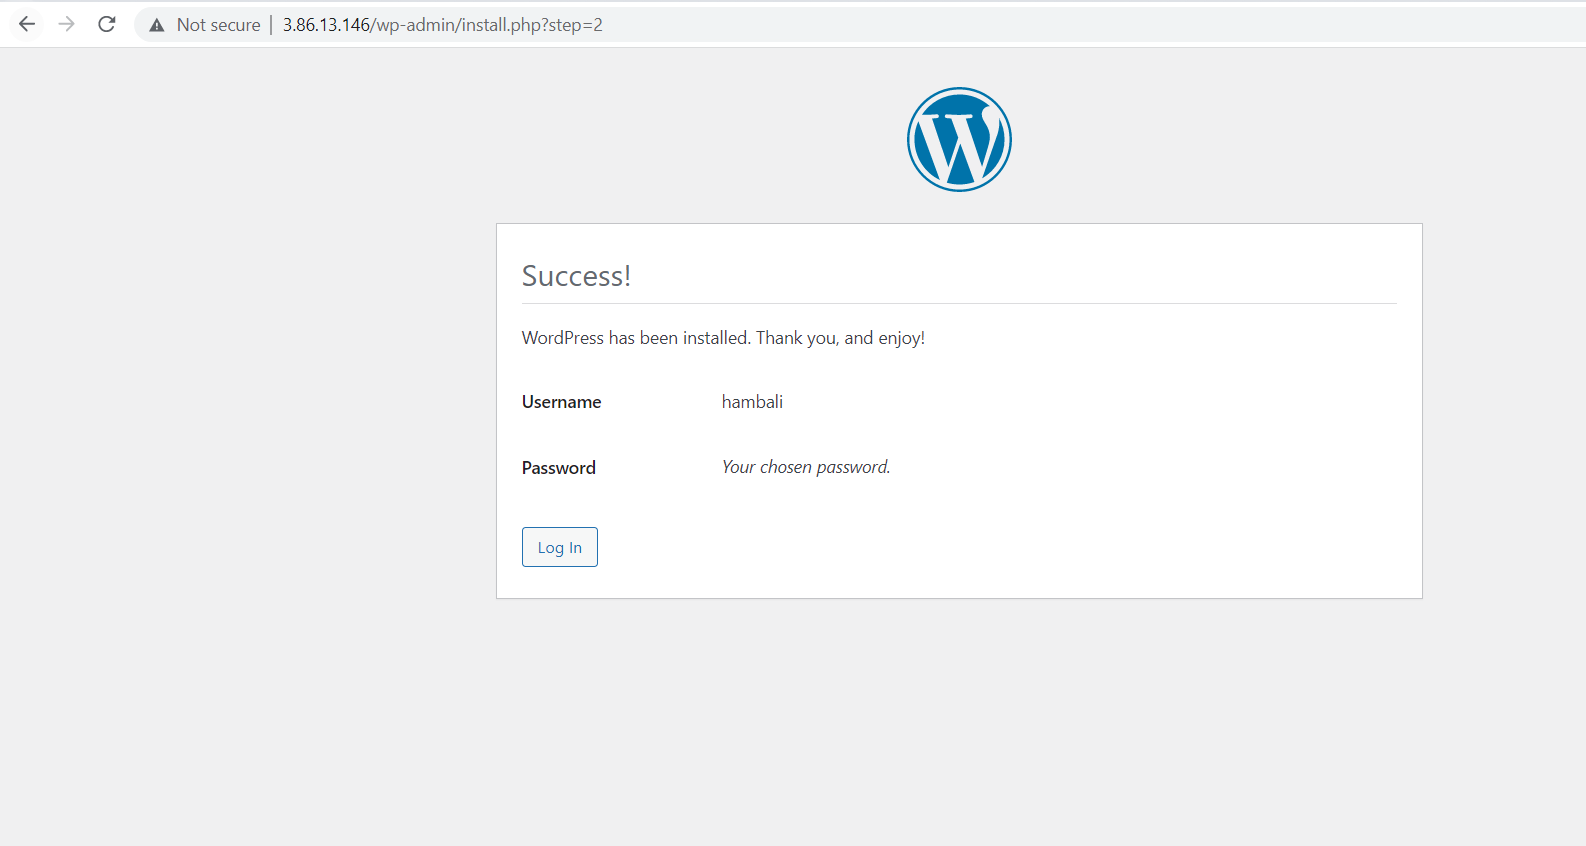 Not secure | 3.86.13.146/wp-admin/install.php?step=2
W
Success!
WordPress has been installed. Thank you, and enjoy!
Username hambali
Password Your chosen password.
Log In